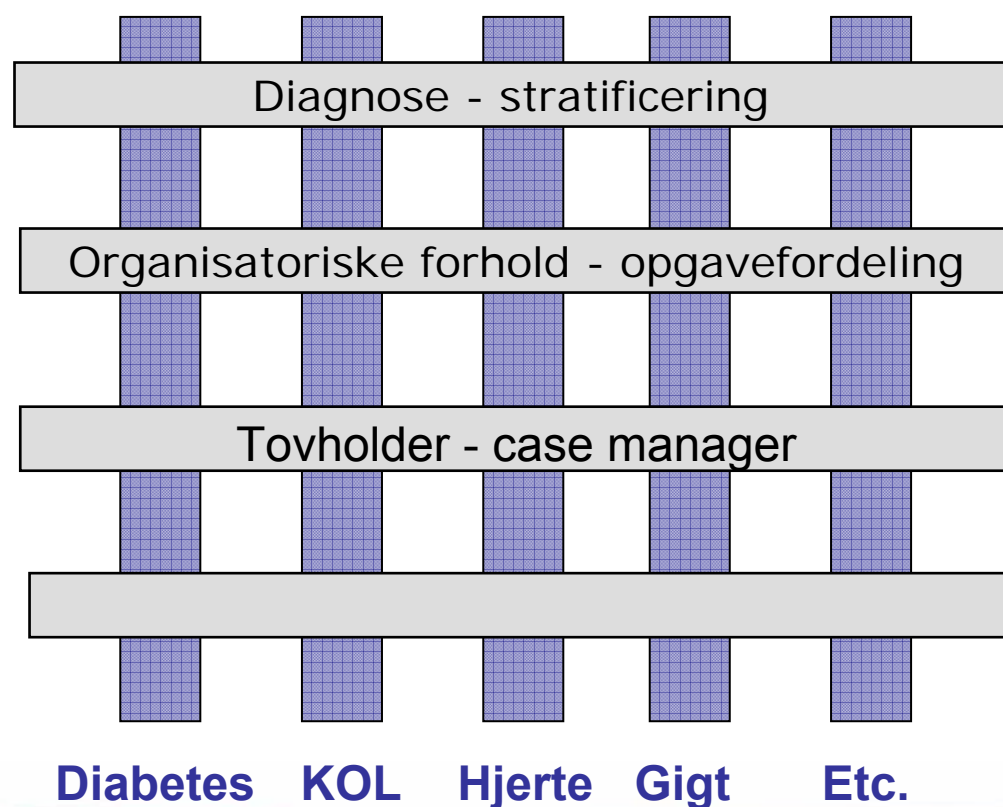 Diagnose - stratificering
Organisatoriske forhold - opgavefordeling
Tovholder - case manager
Diabetes KOL Hjerte Gigt Etc.